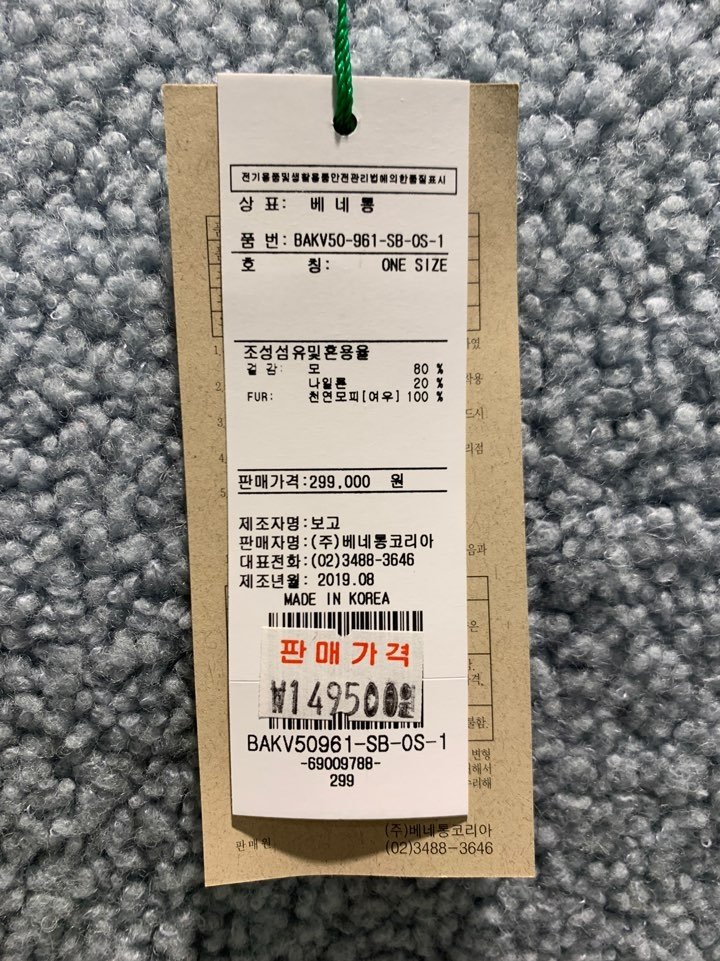 전기용품및생활용품안전관리법에의한품질표시
상 표: 베네통
품 번: BAKV50-961-SB-OS-1
호 칭: ONE SIZE
조성섬유및혼용율
겉 감: 모 80 %
나일론 20 %
FUR: 천연모피[여우] 100 %
판매가격:299,000 원
제조자명:보고
판매자명:(주)베네통코리아
대표전화:(02)3488-3646
제조년월: 2019.08
MADE IN KOREA
판매가격
₩149500원
BAKV50961-SB-OS-1
-69009788-
299
판매원
(주)베네통코리아
(02)3488-3646